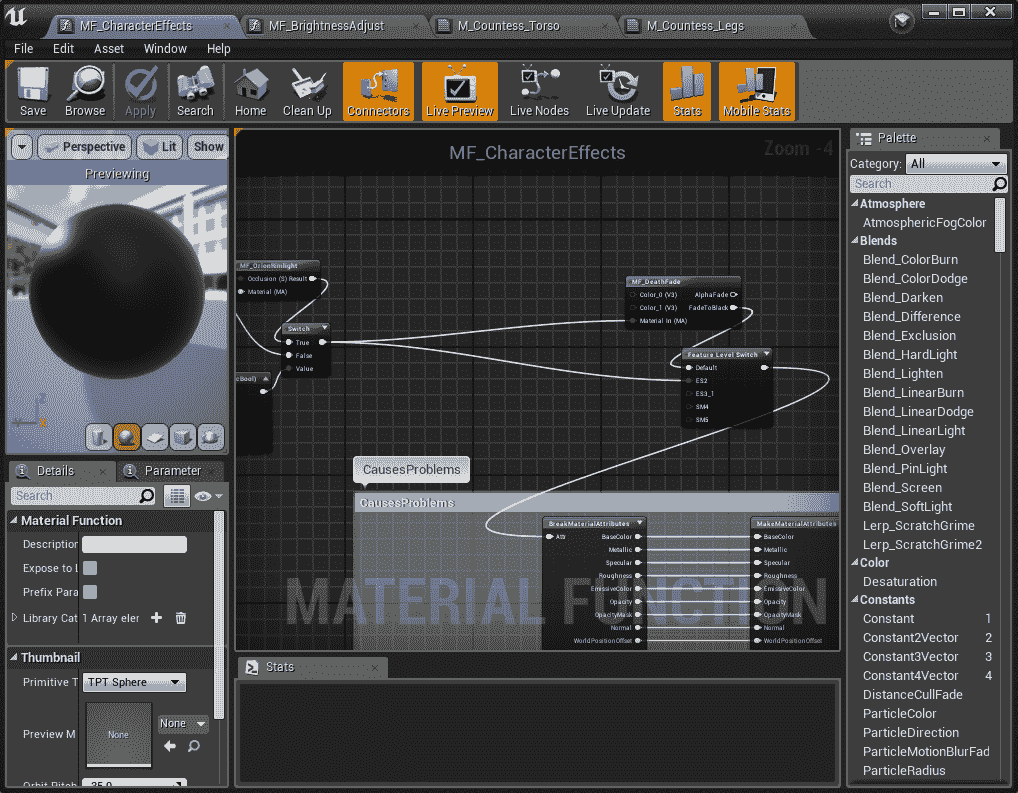 MF_CharacterEffects
MF_BrightnessAdjust
M_Countess_Torso
M_Countess_Legs
File Edit Asset Window Help
Save
Browse
Apply
Search
Home
Clean Up
Connectors
Live Preview
Live Nodes
Live Update
Stats
Mobile Stats
Perspective
Lit
Show
Previewing
MF_CharacterEffects
Zoom -4
Occlusion (S) Result
Material (MA)
Switch
True
False
Value
cBool)
MF_DeathFade
Color_0 (V3) AlphaFade
Color_1 (V3) FadeToBlack
Material In (MA)
Feature Level Switch
Default
ES2
ES3_1
SM4
SM5
CausesProblems
CausesProblems
BreakMaterialAttributes
Attr
BaseColor
Metallic
Specular
Roughness
EmissiveColor
Opacity
OpacityMask
Normal
WorldPositionOffset
MakeMaterialAttributes
BaseColor
Metallic
Specular
Roughness
EmissiveColor
Opacity
OpacityMask
Normal
WorldPositionOffset
MATERIAL FUNCTION
Details
Parameter
Search
Material Function
Description
Expose to L
Prefix Para
Library Cat 1 Array eler
Thumbnail
Primitive T TPT Sphere
Preview M None None
Orbit Pitch -35.0
Stats
Palette
Category: All
Search
Atmosphere
AtmosphericFogColor
Blends
Blend_ColorBurn
Blend_ColorDodge
Blend_Darken
Blend_Difference
Blend_Exclusion
Blend_HardLight
Blend_Lighten
Blend_LinearBurn
Blend_LinearDodge
Blend_LinearLight
Blend_Overlay
Blend_PinLight
Blend_Screen
Blend_SoftLight
Lerp_ScratchGrime
Lerp_ScratchGrime2
Color
Desaturation
Constants
Constant 1
Constant2Vector 2
Constant3Vector 3
Constant4Vector 4
DistanceCullFade
ParticleColor
ParticleDirection
ParticleMotionBlurFad
ParticleRadius